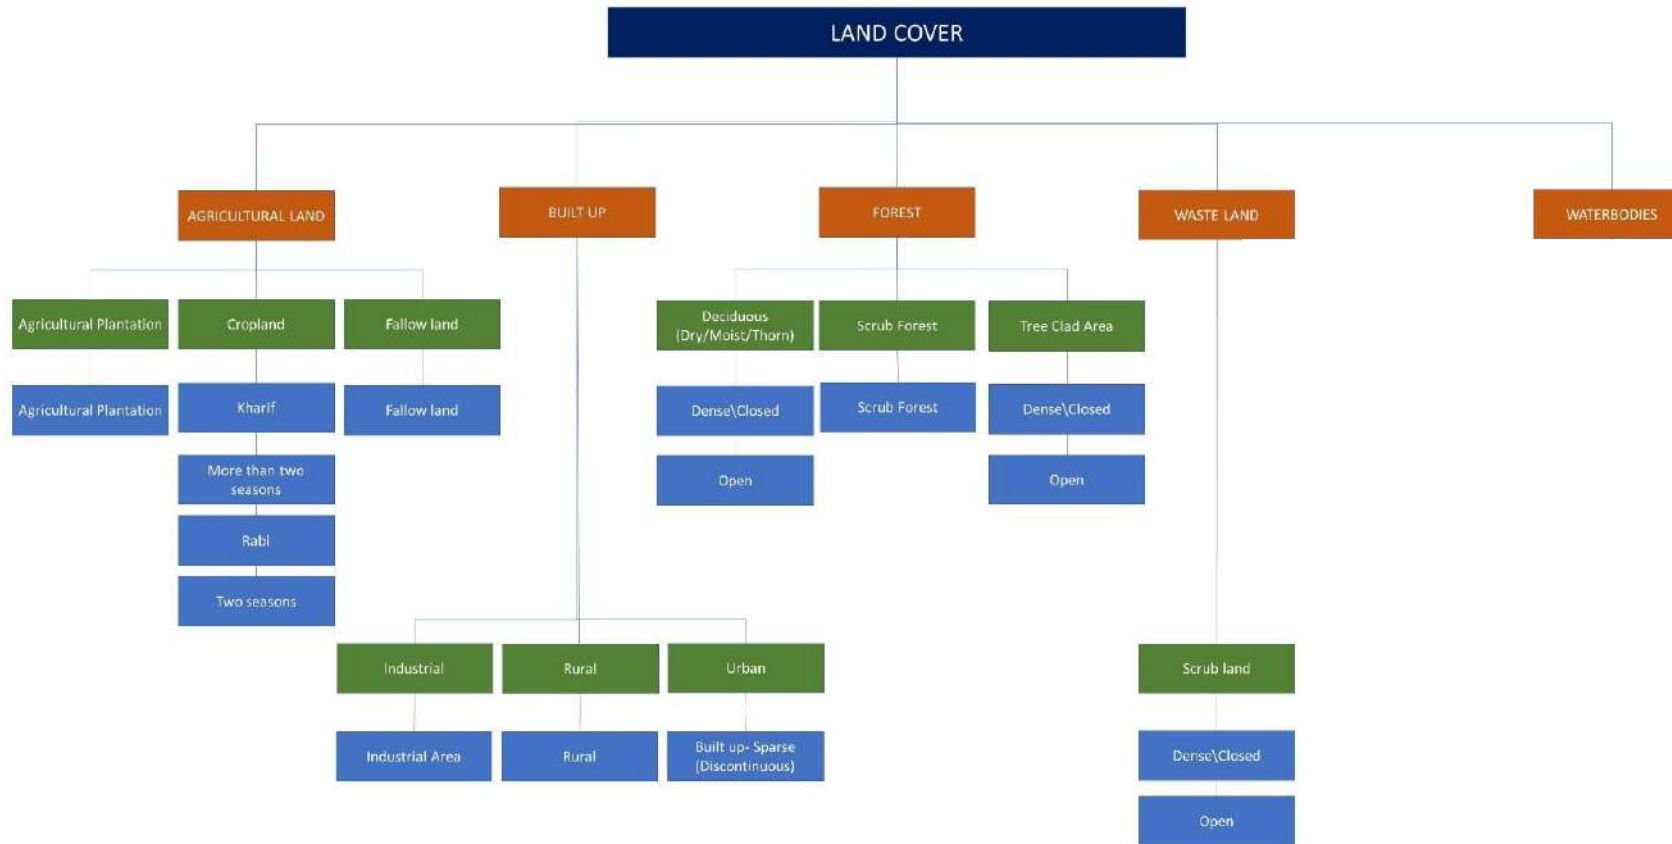 LAND COVER
AGRICULTURAL LAND
BUILT UP
FOREST
WASTE LAND
WATERBODIES
Agricultural Plantation
Cropland
Fallow land
Deciduous
(Dry/Moist/Thorn)
Scrub Forest
Tree Clad Area
Agricultural Plantation
Kharif
Fallow land
Dense\Closed
Scrub Forest
Dense\Closed
More than two
seasons
Open
Open
Rabi
Two seasons
Industrial
Rural
Urban
Scrub land
Industrial Area
Rural
Built up- Sparse
(Discontinuous)
Dense\Closed
Open